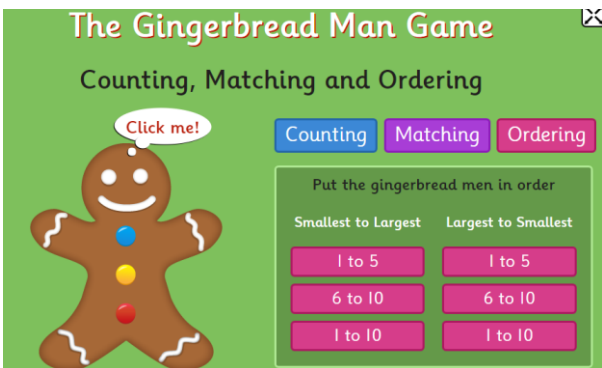 The Gingerbread Man Game
Counting, Matching and Ordering
Click me!
Counting Matching Ordering
Put the gingerbread men in order
Smallest to Largest Largest to Smallest
1 to 5 1 to 5
6 to 10 6 to 10
1 to 10 1 to 10